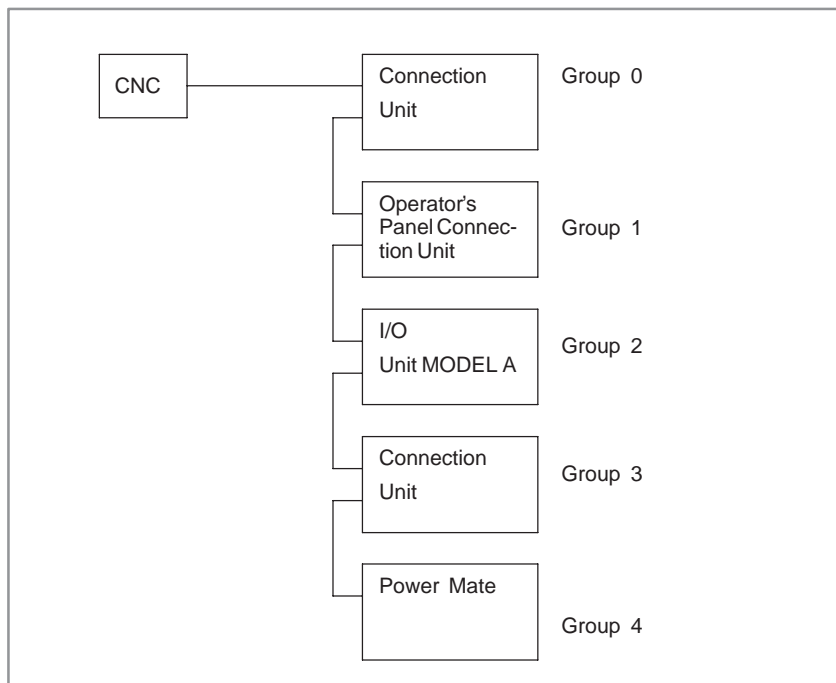 CNC
Connection
Unit
Group 0
Operator's
Panel Connec-
tion Unit
Group 1
I/O
Unit MODEL A
Group 2
Connection
Unit
Group 3
Power Mate
Group 4